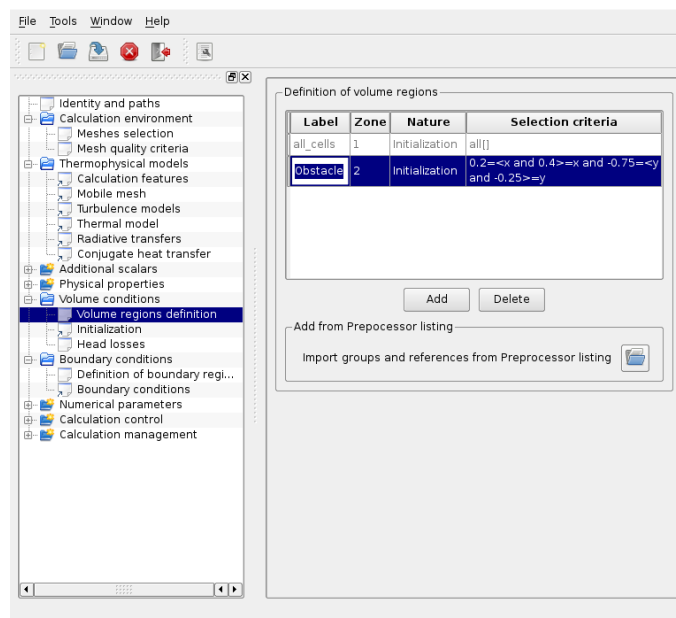 File Tools Window Help
Identity and paths
Calculation environment
Meshes selection
Mesh quality criteria
Thermophysical models
Calculation features
Mobile mesh
Turbulence models
Thermal model
Radiative transfers
Conjugate heat transfer
Additional scalars
Physical properties
Volume conditions
Volume regions definition
Initialization
Head losses
Boundary conditions
Definition of boundary regi...
Boundary conditions
Numerical parameters
Calculation control
Calculation management
Definition of volume regions
Label Zone Nature Selection criteria
all_cells 1 Initialization all[]
Obstacle 2 Initialization 0.2=<x and 0.4>=x and -0.75=<y
and -0.25>=y
Add Delete
Add from Prepocessor listing
Import groups and references from Preprocessor listing